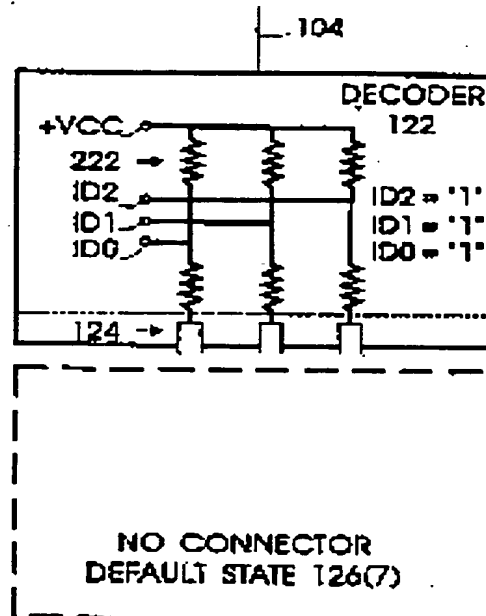 104
DECODER
122
+VCC
222
ID2
ID1
ID0
ID2 = "1"
ID1 = "1"
ID0 = "1"
124
NO CONNECTOR
DEFAULT STATE 126(7)